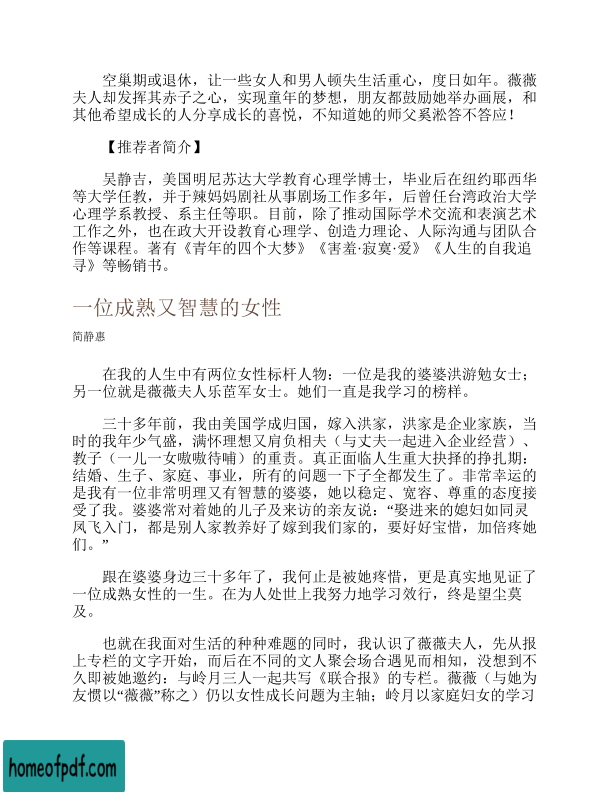 空巢期或退休，让一些女人和男人顿失生活重心，度日如年。薇薇
夫人却发挥其赤子之心，实现童年的梦想，朋友都鼓励她举办画展，和
其他希望成长的人分享成长的喜悦，不知道她的师父奚淞答不答应！
【推荐者简介】
吴静吉，美国明尼苏达大学教育心理学博士，毕业后在纽约耶西华
等大学任教，并于辣妈妈剧社从事剧场工作多年，后曾任台湾政治大学
心理学系教授、系主任等职。目前，除了推动国际学术交流和表演艺术
工作之外，也在政大开设教育心理学、创造力理论、人际沟通与团队合
作等课程。著有《青年的四个大梦》《害羞·寂寞·爱》《人生的自我追
寻》等畅销书。
一位成熟又智慧的女性
简静惠
在我的人生中有两位女性标杆人物：一位是我的婆婆洪游勉女士；
另一位就是薇薇夫人乐茝军女士。她们一直是我学习的榜样。
三十多年前，我由美国学成归国，嫁入洪家，洪家是企业家族，当
时的我年少气盛，满怀理想又肩负相夫（与丈夫一起进入企业经营）、
教子（一儿一女嗷嗷待哺）的重责。真正面临人生重大抉择的挣扎期：
结婚、生子、家庭、事业，所有的问题一下子全都发生了。非常幸运的
是我有一位非常明理又有智慧的婆婆，她以稳定、宽容、尊重的态度接
受了我。婆婆常对着她的儿子及来访的亲友说：“娶进来的媳妇如同灵
凤飞入门，都是别人家教养好了嫁到我们家的，要好好宝惜，加倍疼她
们。”
跟在婆婆身边三十多年了，我何止是被她疼惜，更是真实地见证了
一位成熟女性的一生。在为人处世上我努力地学习效行，终是望尘莫
及。
也就在我面对生活的种种难题的同时，我认识了薇薇夫人，先从报
上专栏的文字开始，而后在不同的文人聚会场合遇见而相知，没想到不
久即被她邀约：与岭月三人一起共写《联合报》的专栏。薇薇（与她为
友惯以“薇薇”称之）仍以女性成长问题为主轴；岭月以家庭妇女的学习
homeofpdf.com